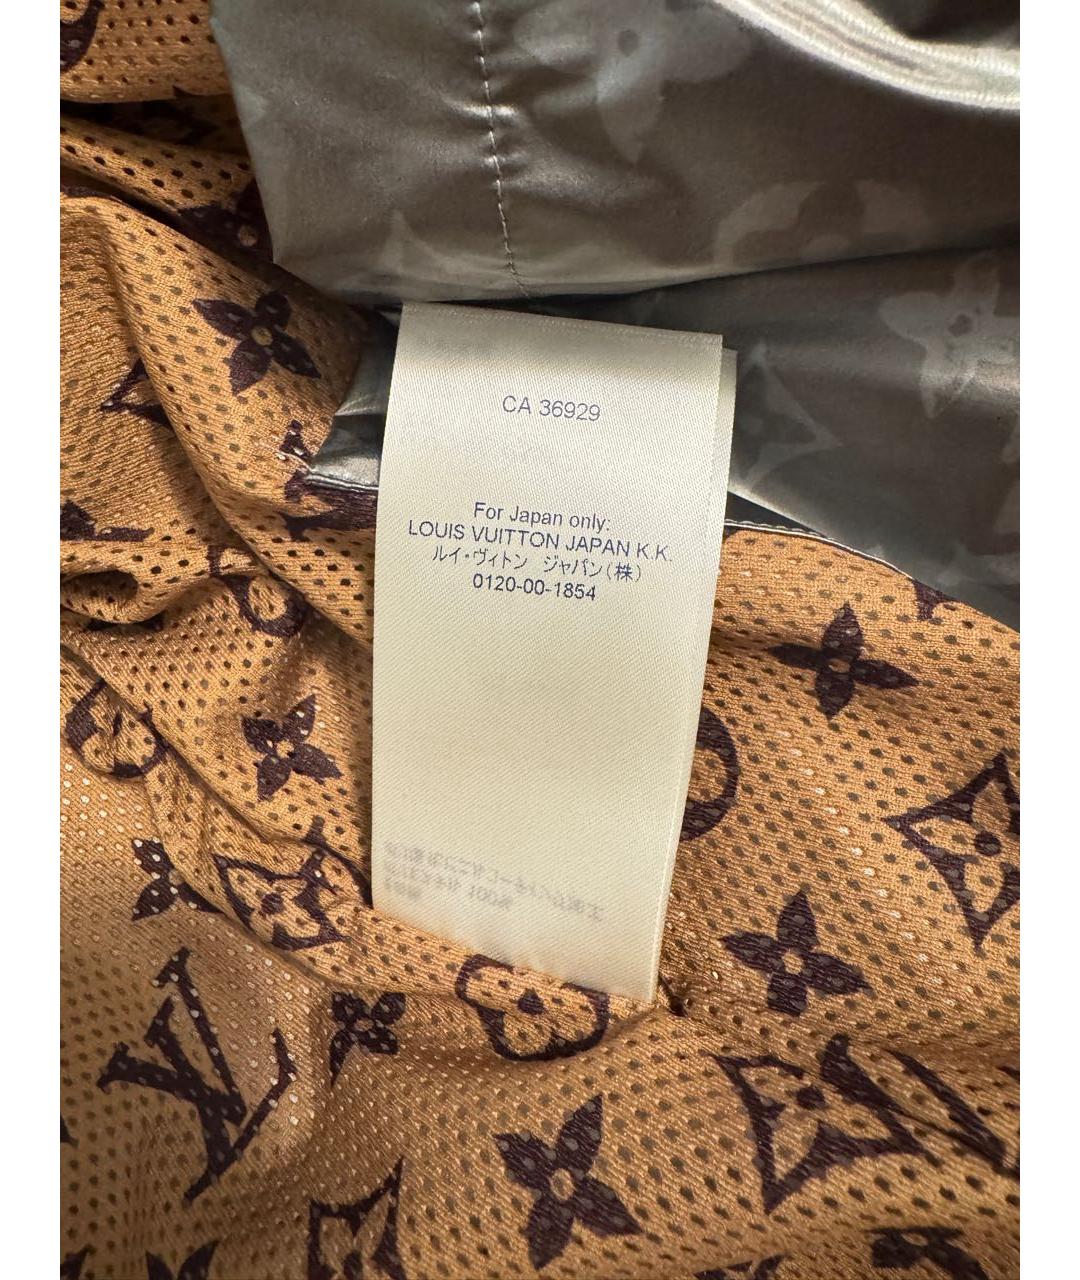 CA 36929
For Japan only:
LOUIS VUITTON JAPAN K.K.
ルイ・ヴィトン ジャパン(株)
0120-00-1854